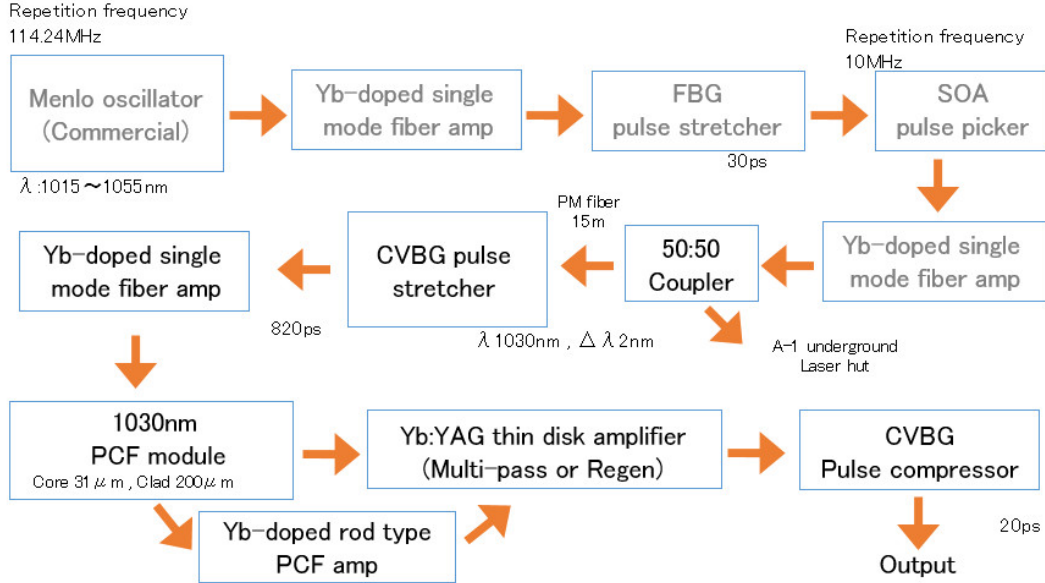 Repetition frequency
114.24MHz
Menlo oscillator
(Commercial)
λ :1015～1055nm
Yb-doped single
mode fiber amp
FBG
pulse stretcher
30ps
Repetition frequency
10MHz
SOA
pulse picker
Yb-doped single
mode fiber amp
50:50
Coupler
A-1 underground
Laser hut
PM fiber
15m
CVBG pulse
stretcher
λ 1030nm , △ λ 2nm
820ps
Yb-doped single
mode fiber amp
1030nm
PCF module
Core 31μm , Clad 200μm
Yb-doped rod type
PCF amp
Yb:YAG thin disk amplifier
(Multi-pass or Regen)
CVBG
Pulse compressor
20ps
Output